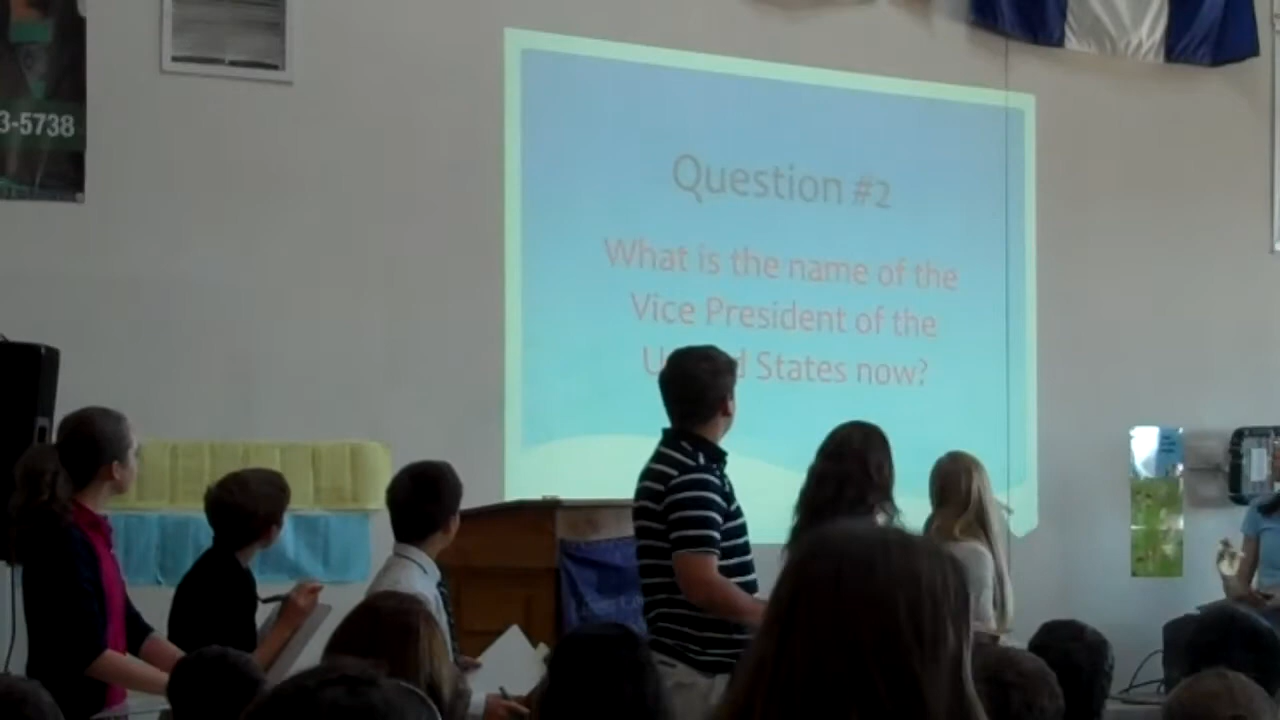 3-5738
Question #2
What is the name of the
Vice President of the
States now?